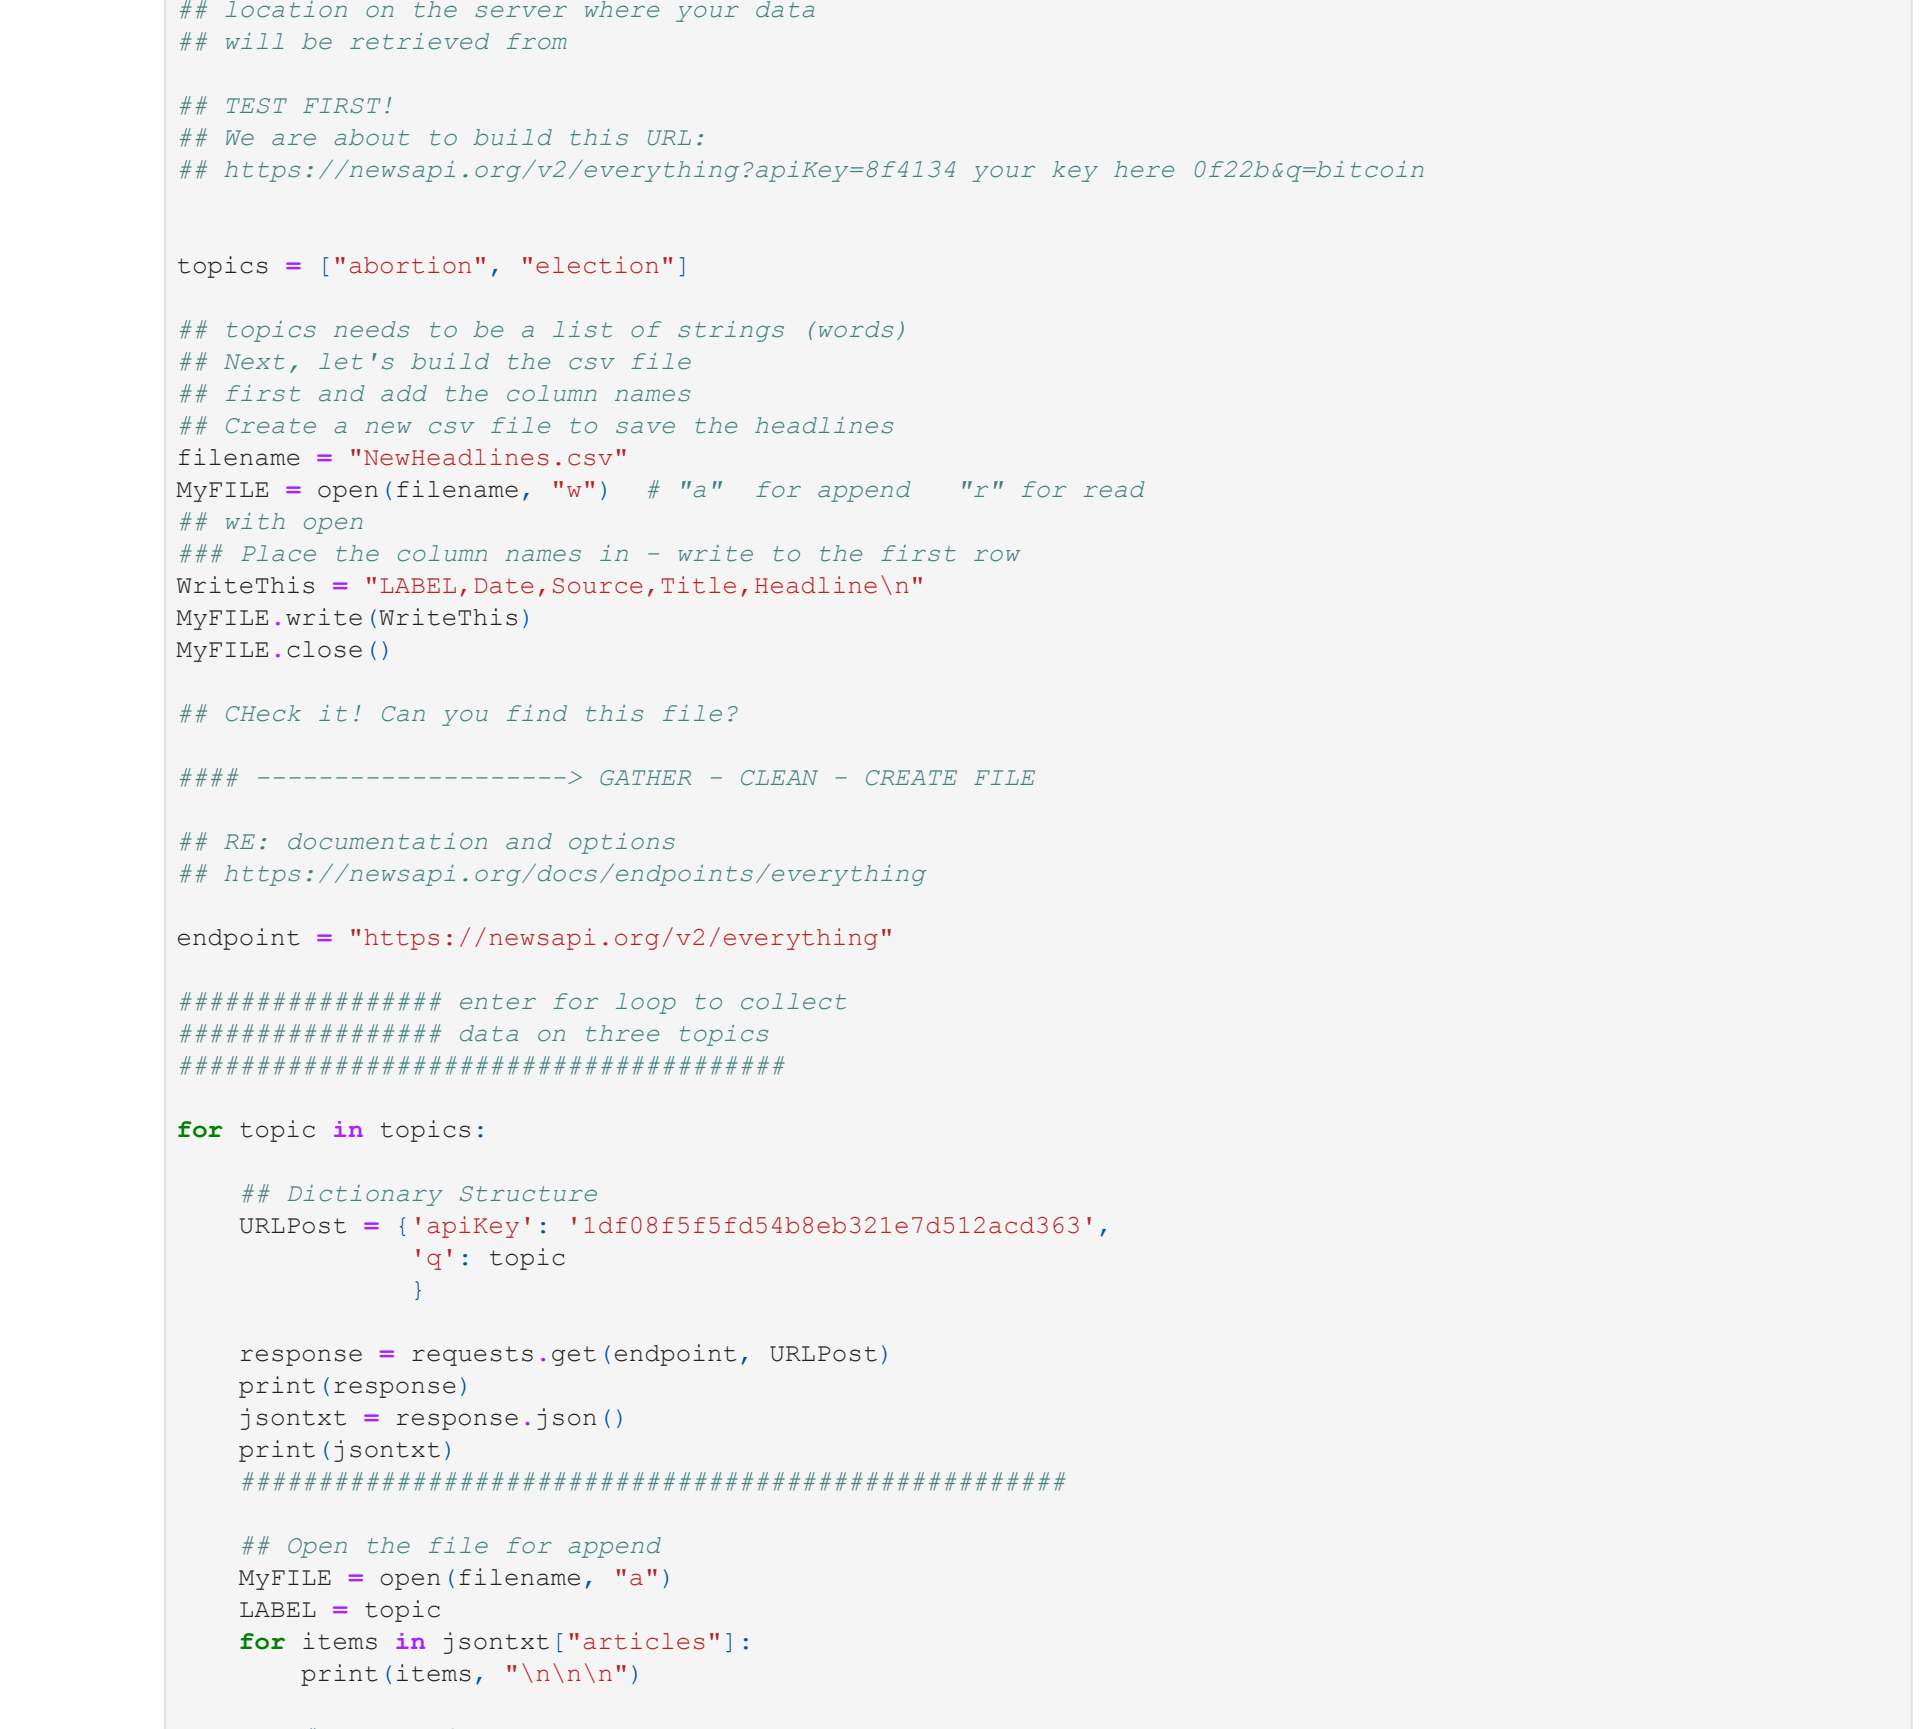 ## location on the server where your data
## will be retrieved from
## TEST FIRST!
## We are about to build this URL:
## https://newsapi.org/v2/everything?apiKey=8f4134 your key here 0f22b&q=bitcoin
topics = ["abortion", "election"]
## topics needs to be a list of strings (words)
## Next, let's build the csv file
## first and add the column names
## Create a new csv file to save the headlines
filename = "NewHeadlines.csv"
MyFILE = open(filename, "w")  # "a"  for append   "r" for read
## with open
### Place the column names in - write to the first row
WriteThis = "LABEL,Date,Source,Title,Headline\n"
MyFILE.write(WriteThis)
MyFILE.close()
## CHeck it! Can you find this file?
#### --------------------> GATHER - CLEAN - CREATE FILE
## RE: documentation and options
## https://newsapi.org/docs/endpoints/everything
endpoint = "https://newsapi.org/v2/everything"
################# enter for loop to collect
################# data on three topics
#######################################
for topic in topics:
    ## Dictionary Structure
    URLPost = {'apiKey': '1df08f5f5fd54b8eb321e7d512acd363',
               'q': topic
               }
    response = requests.get(endpoint, URLPost)
    print(response)
    jsontxt = response.json()
    print(jsontxt)
    #####################################################
    ## Open the file for append
    MyFILE = open(filename, "a")
    LABEL = topic
    for items in jsontxt["articles"]:
        print(items, "\n\n\n")